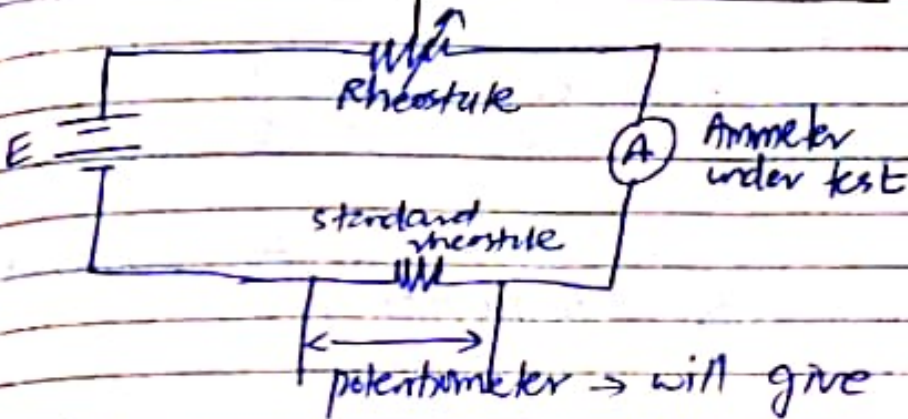 Rheostate
E
A
Ammeter
under test
standard
rheostate
potentiometer → will give